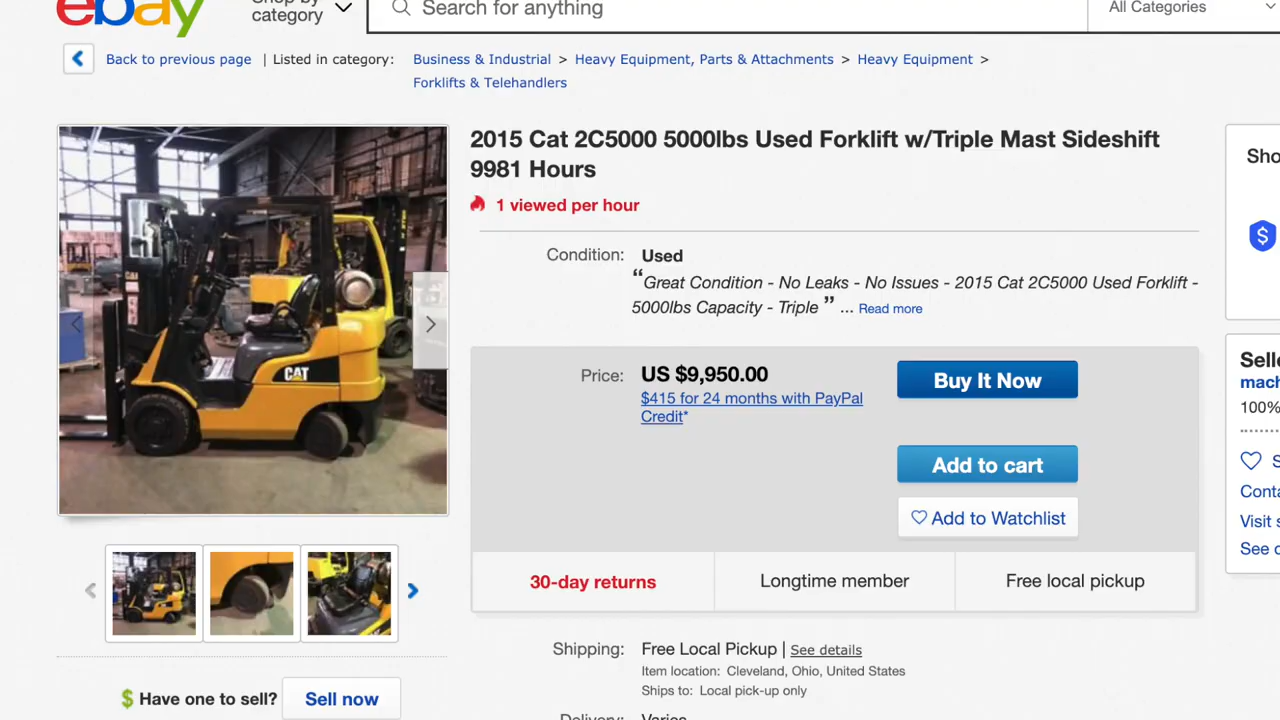 ebay
Shop by
category
Search for anything
All Categories
Back to previous page | Listed in category:
Business & Industrial > Heavy Equipment, Parts & Attachments > Heavy Equipment >
Forklifts & Telehandlers
2015 Cat 2C5000 5000lbs Used Forklift w/Triple Mast Sideshift
9981 Hours
1 viewed per hour
Condition: Used
“Great Condition - No Leaks - No Issues - 2015 Cat 2C5000 Used Forklift -
5000lbs Capacity - Triple ” ... Read more
CAT
Price: US $9,950.00
$415 for 24 months with PayPal
Credit*
Buy It Now
Add to cart
Add to Watchlist
30-day returns
Longtime member
Free local pickup
Shipping: Free Local Pickup | See details
Item location: Cleveland, Ohio, United States
Ships to: Local pick-up only
Delivery: Varies
$ Have one to sell? Sell now
Sho
$
Selle
mach
100%
S
Conta
Visit s
See o